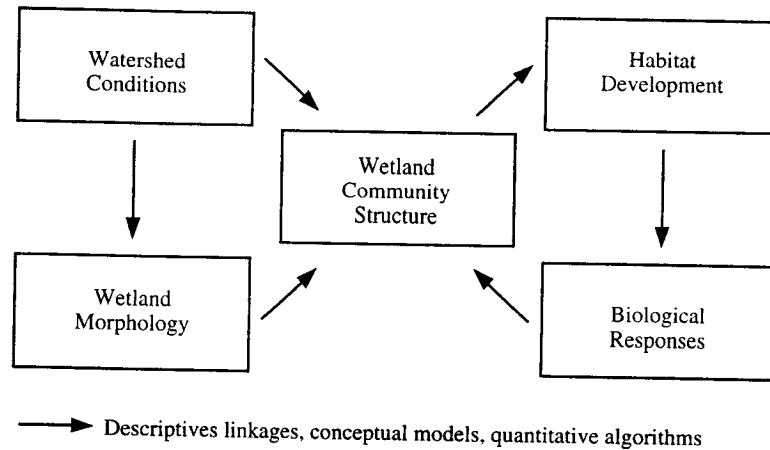 Watershed
Conditions
Habitat
Development
Wetland
Community
Structure
Wetland
Morphology
Biological
Responses
Descriptives linkages, conceptual models, quantitative algorithms